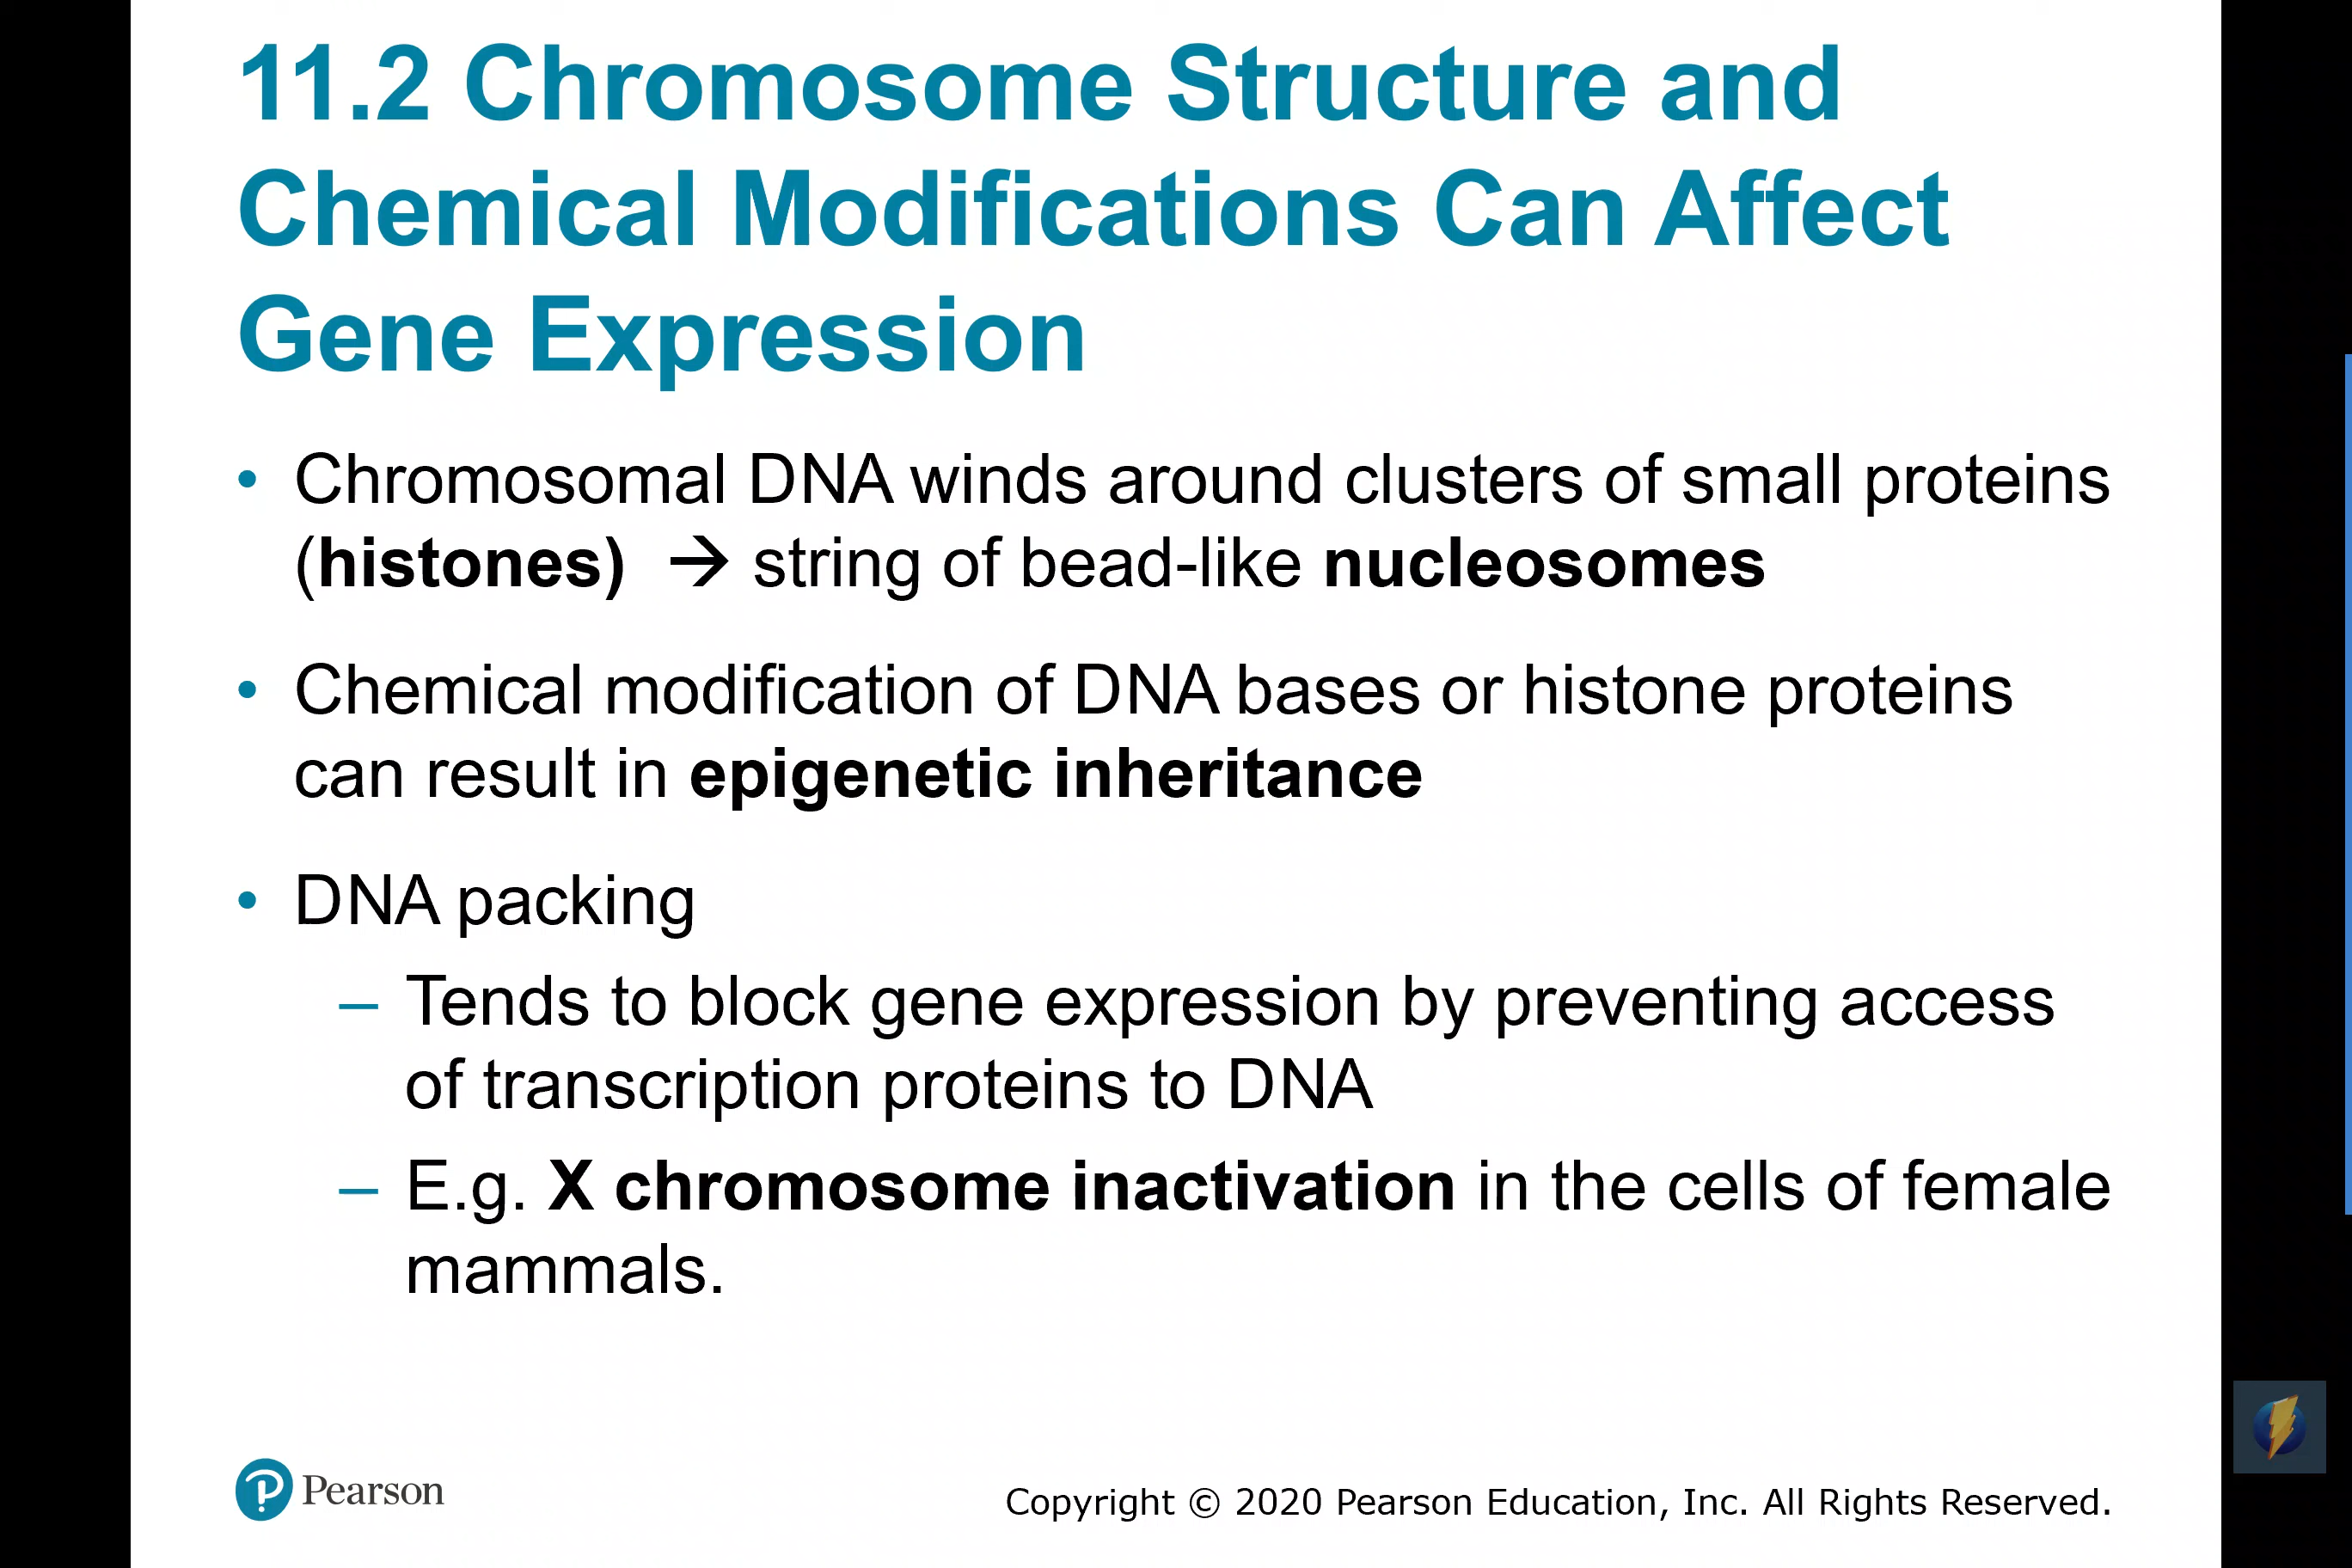 11.2 Chromosome Structure and
Chemical Modifications Can Affect
Gene Expression
• Chromosomal DNA winds around clusters of small proteins
(histones) → string of bead-like nucleosomes
• Chemical modification of DNA bases or histone proteins
can result in epigenetic inheritance
• DNA packing
– Tends to block gene expression by preventing access
of transcription proteins to DNA
– E.g. X chromosome inactivation in the cells of female
mammals.
P Pearson
Copyright © 2020 Pearson Education, Inc. All Rights Reserved.